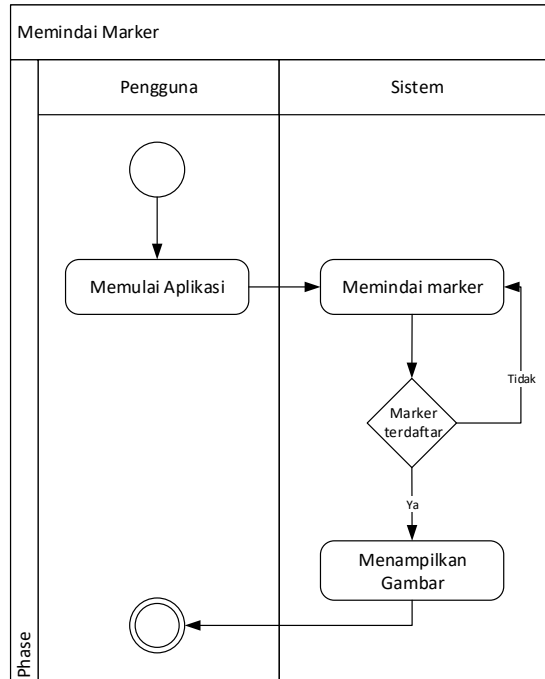 Memindai Marker
Pengguna
Sistem
Memulai Aplikasi
Memindai marker
Tidak
Marker
terdaftar
Ya
Menampilkan
Gambar
Phase